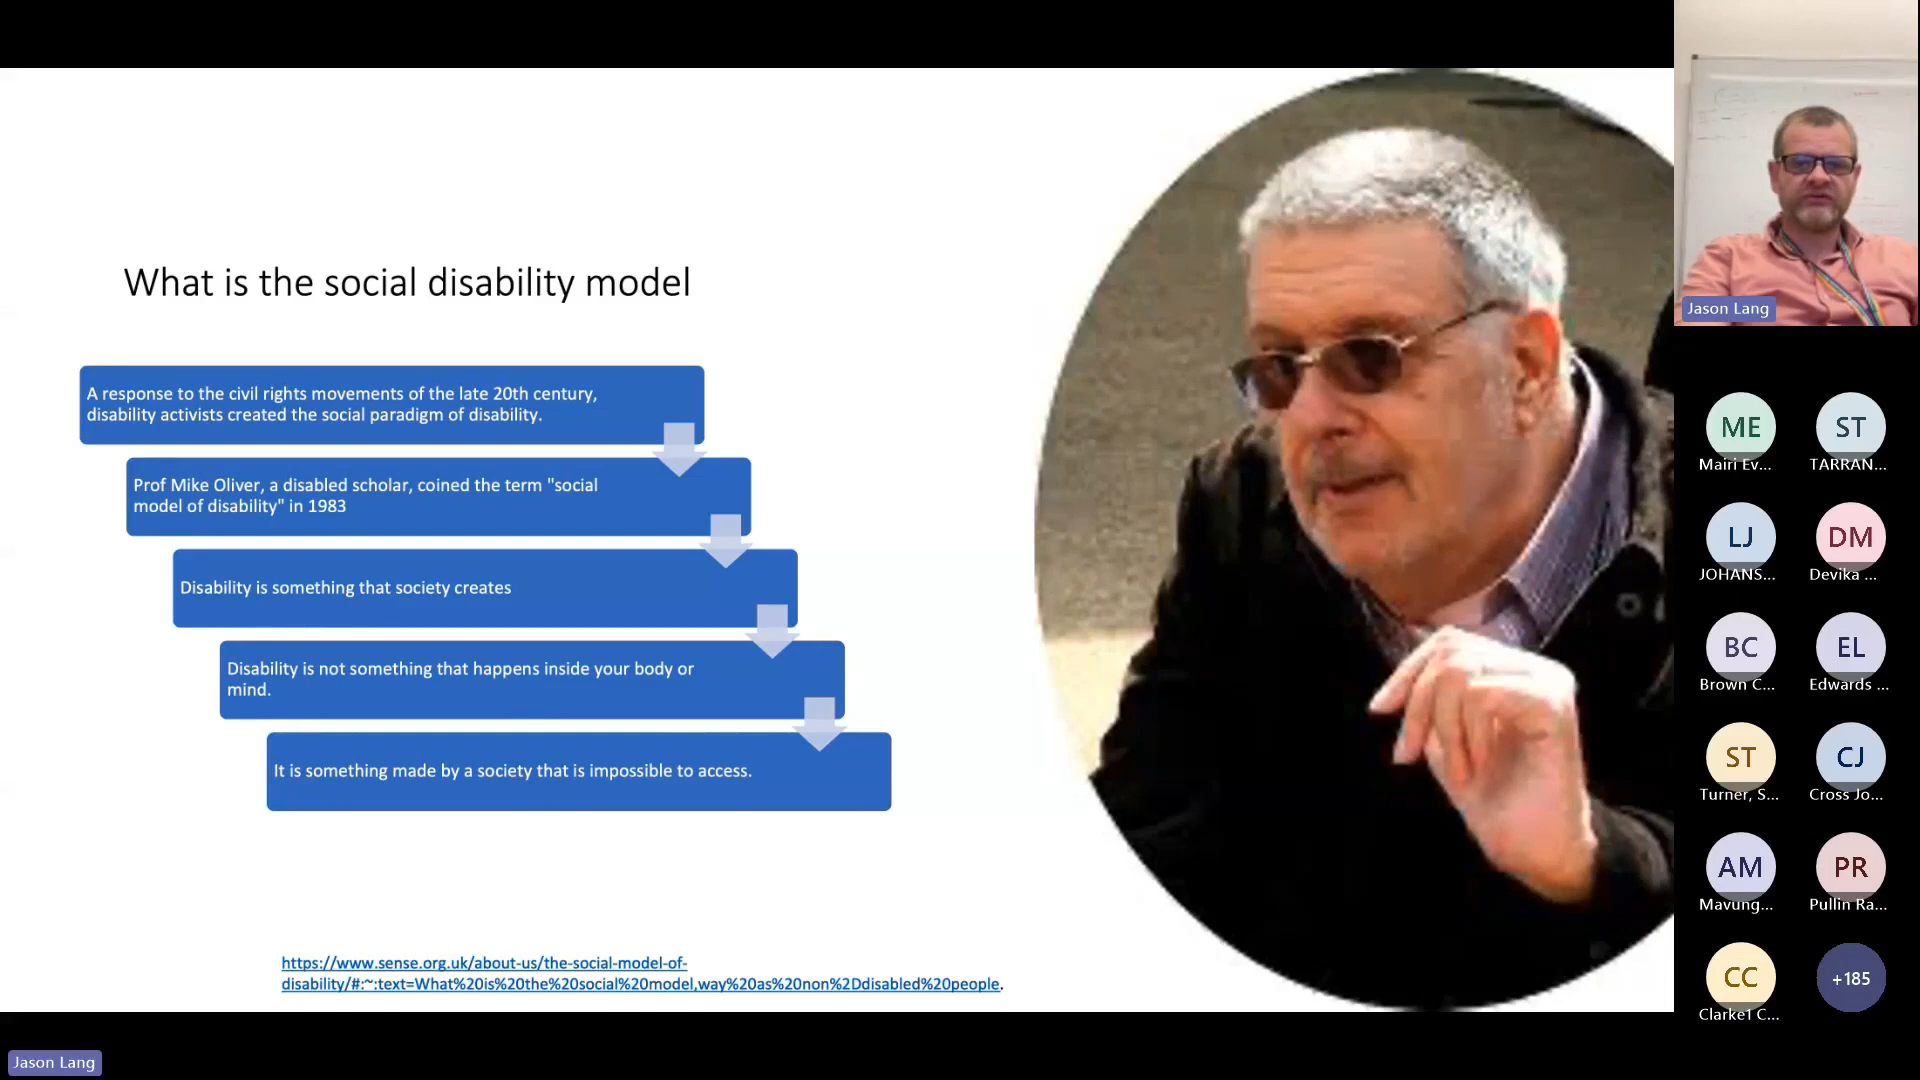 What is the social disability model
A response to the civil rights movements of the late 20th century,
disability activists created the social paradigm of disability.
Prof Mike Oliver, a disabled scholar, coined the term "social
model of disability" in 1983
Disability is something that society creates
Disability is not something that happens inside your body or
mind.
It is something made by a society that is impossible to access.
https://www.sense.org.uk/about-us/the-social-model-of-
disability/#:~:text=What%20is%20the%20social%20model,way%20as%20non%2Ddisabled%20people.
Jason Lang
Jason Lang
ME
Mairi Ev...
ST
TARRAN...
LJ
JOHANS...
DM
Devika ...
BC
Brown C...
EL
Edwards ...
ST
Turner, S...
CJ
Cross Jo...
AM
Mavung...
PR
Pullin Ra...
CC
Clarke1 C...
+185